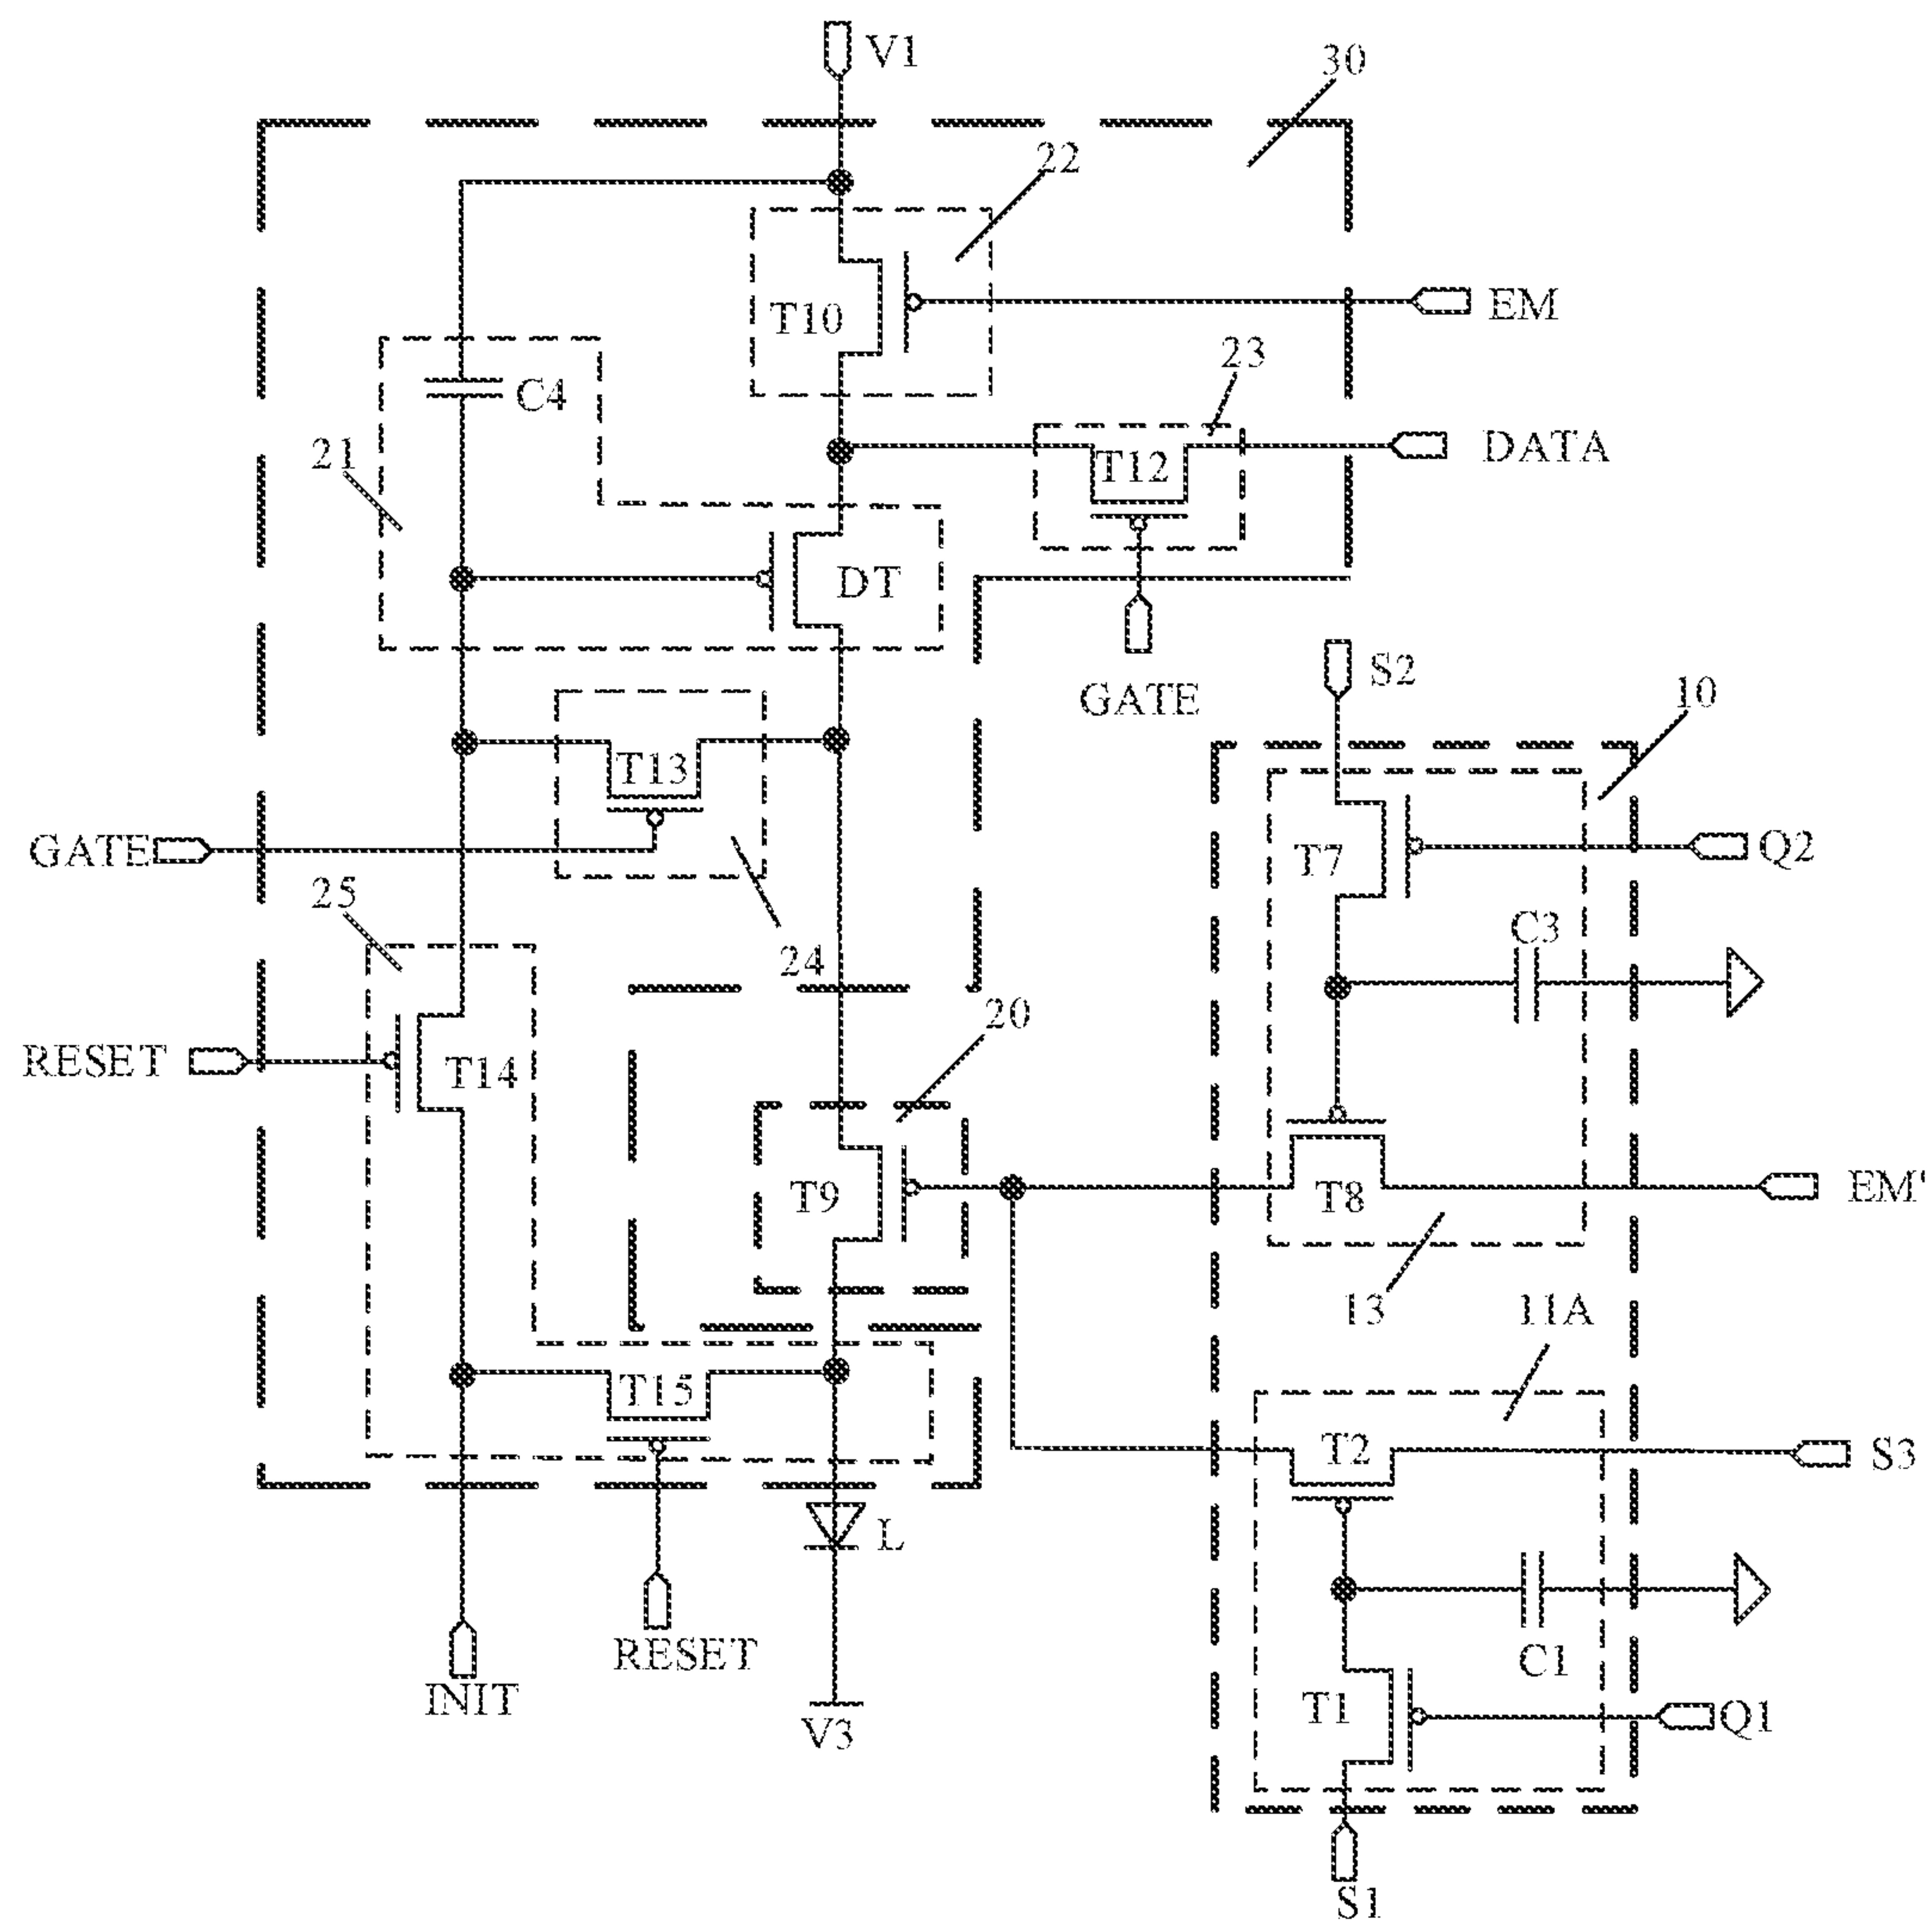 V1
30
22
T10
EM
C4
23
21
T12
DATA
DT
GATE
S2
10
T13
GATE
T7
Q2
25
24
C3
20
RESET
T14
T9
T8
EM'
13
11A
T15
T2
S3
L
RESET
C1
INIT
V3
T1
Q1
S1